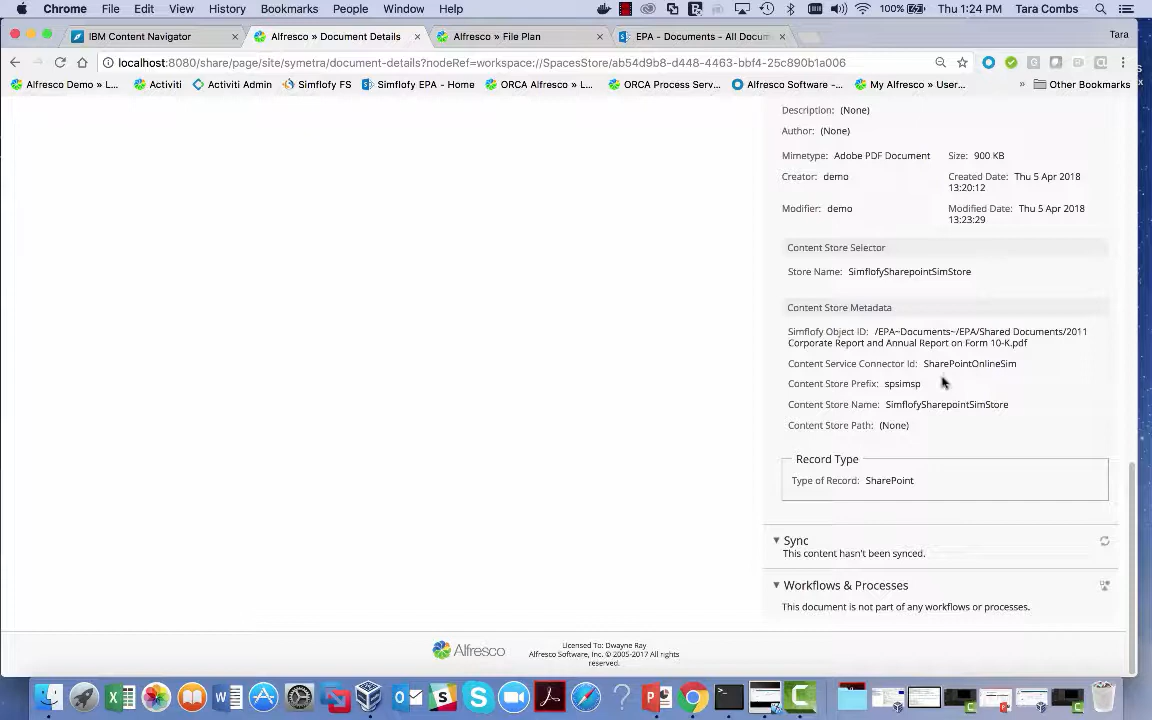 Chrome File Edit View History Bookmarks People Window Help 100% Thu 1:24 PM Tara Combs
IBM Content Navigator × Alfresco » Document Details × Alfresco » File Plan × EPA - Documents - All Docum × Tara
localhost:8080/share/page/site/symetra/document-details?nodeRef=workspace://SpacesStore/ab54d9b8-d448-4463-bbf4-25c890b1a006
Alfresco Demo » L... Activiti Activiti Admin Simflofy FS Simlofy EPA - Home ORCA Alfresco » L... ORCA Process Serv... Alfresco Software -... My Alfresco » User... » Other Bookmarks
Description: (None)
Author: (None)
Mimetype: Adobe PDF Document Size: 900 KB
Creator: demo Created Date: Thu 5 Apr 2018
13:20:12
Modifier: demo Modified Date: Thu 5 Apr 2018
13:23:29
Content Store Selector
Store Name: SimflofySharepointSimStore
Content Store Metadata
Simflofy Object ID: /EPA~Documents~/EPA/Shared Documents/2011
Corporate Report and Annual Report on Form 10-K.pdf
Content Service Connector Id: SharePointOnlineSim
Content Store Prefix: spsimsp
Content Store Name: SimflofySharepointSimStore
Content Store Path: (None)
Record Type
Type of Record: SharePoint
Sync
This content hasn't been synced.
Workflows & Processes
This document is not part of any workflows or processes.
Alfresco
Licensed To: Dwayne Ray
Alfresco Software, Inc. © 2005-2017 All rights
reserved.